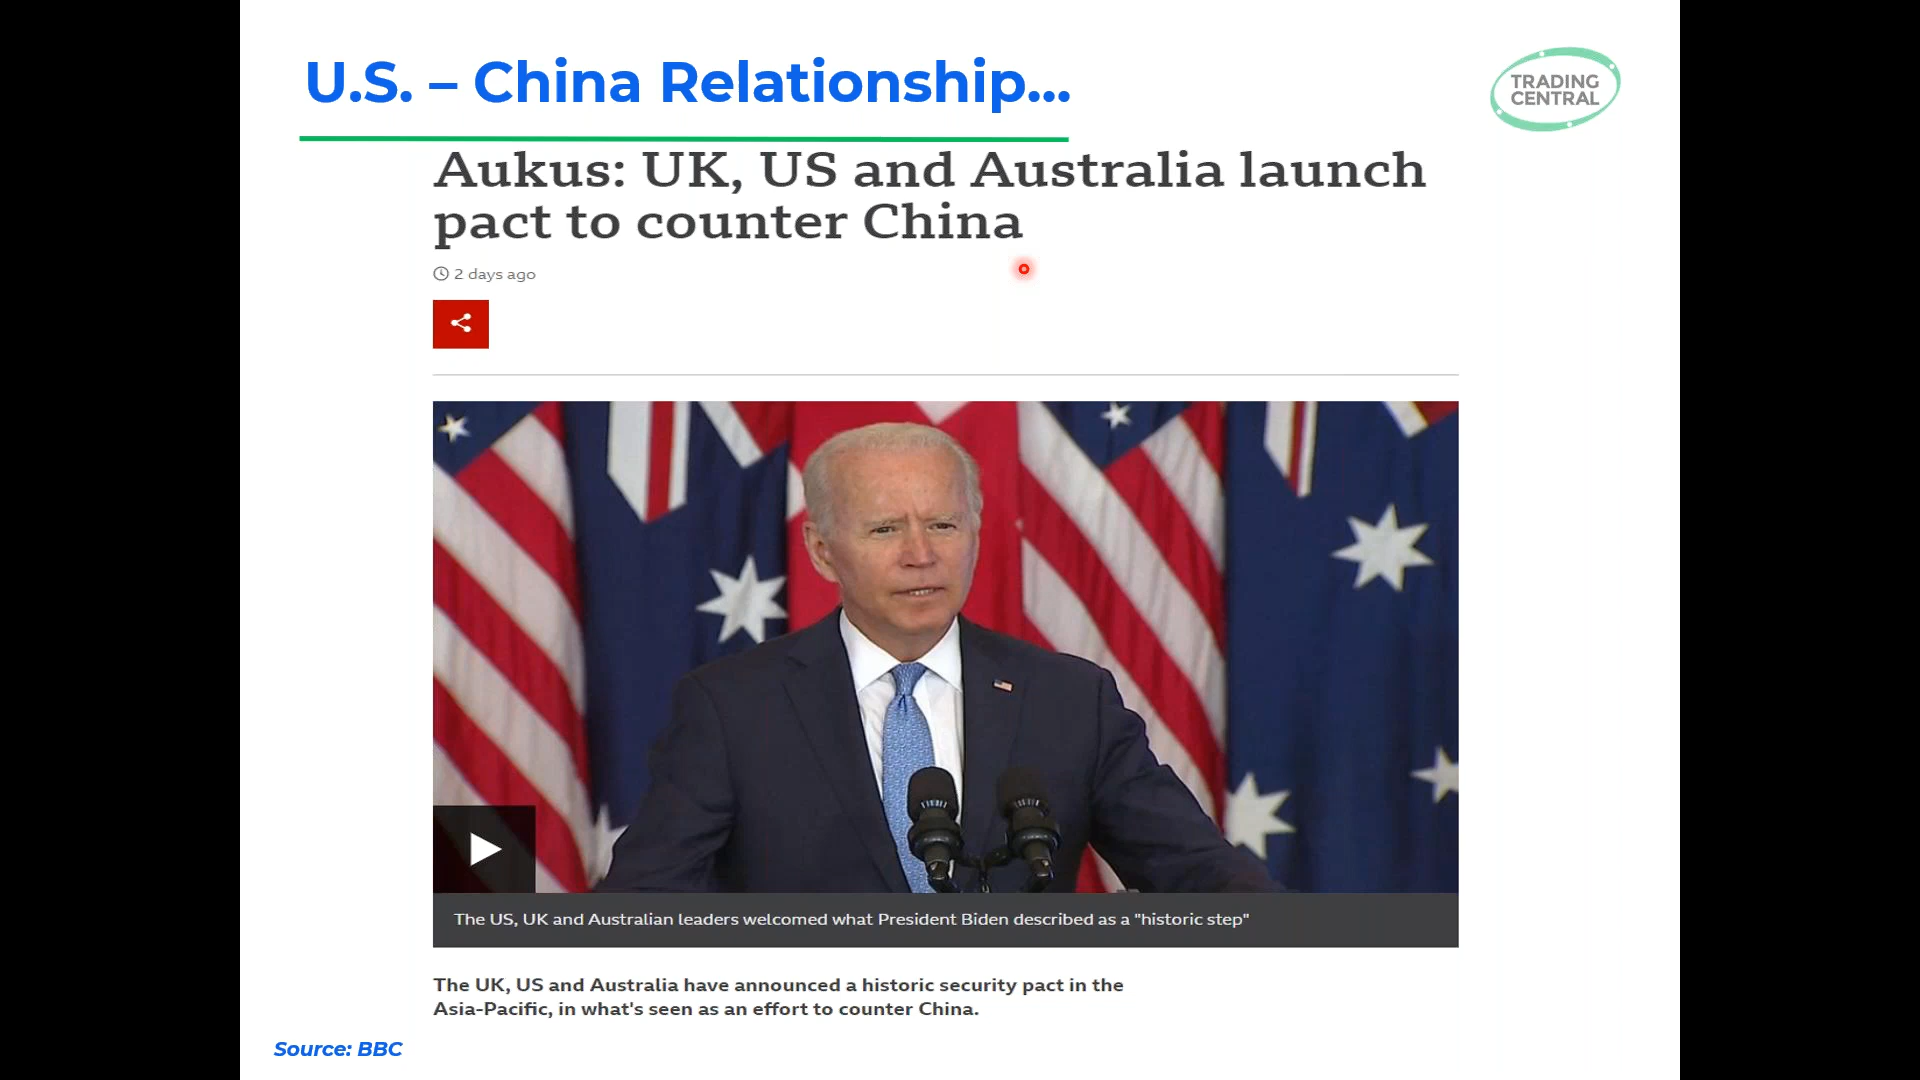 U.S. – China Relationship...
TRADING
CENTRAL
Aukus: UK, US and Australia launch
pact to counter China
2 days ago
The US, UK and Australian leaders welcomed what President Biden described as a "historic step"
The UK, US and Australia have announced a historic security pact in the
Asia-Pacific, in what's seen as an effort to counter China.
Source: BBC